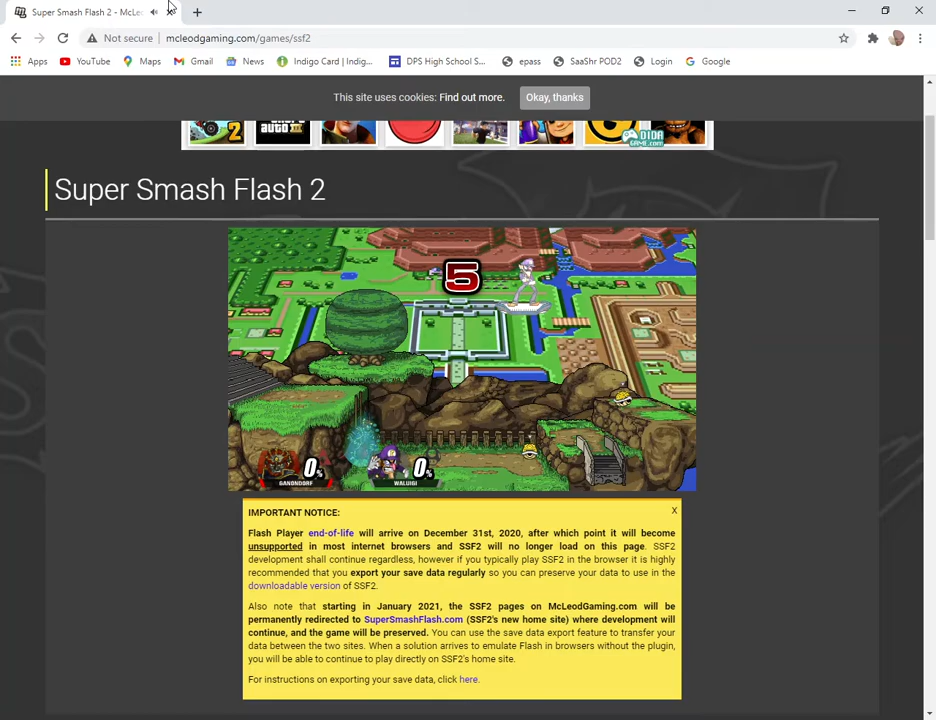 Super Smash Flash 2 - McLe
Not secure mcleodgaming.com/games/ssf2
Apps YouTube Maps Gmail News Indigo Card | Indig... DPS High School S... epass SaaShr POD2 Login Google
This site uses cookies: Find out more. Okay, thanks
2
III
DIDA
GAME.com
Super Smash Flash 2
5
0%
GANONDORF
0%
WALUIGI
IMPORTANT NOTICE: X
Flash Player end-of-life will arrive on December 31st, 2020, after which point it will become
unsupported in most internet browsers and SSF2 will no longer load on this page. SSF2
development shall continue regardless, however if you typically play SSF2 in the browser it is highly
recommended that you export your save data regularly so you can preserve your data to use in the
downloadable version of SSF2.
Also note that starting in January 2021, the SSF2 pages on McLeodGaming.com will be
permanently redirected to SuperSmashFlash.com (SSF2's new home site) where development will
continue, and the game will be preserved. You can use the save data export feature to transfer your
data between the two sites. When a solution arrives to emulate Flash in browsers without the plugin,
you will be able to continue to play directly on SSF2's home site.
For instructions on exporting your save data, click here.